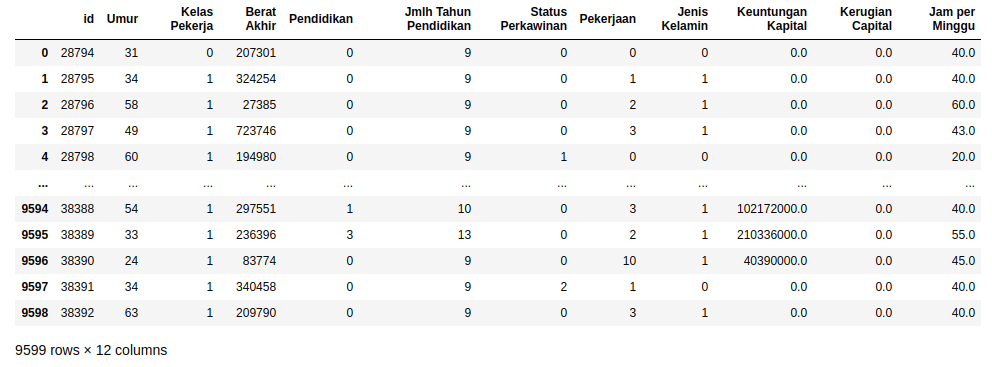 id Umur Kelas Pekerja Berat Akhir Pendidikan Jmlh Tahun Pendidikan Status Perkawinan Pekerjaan Jenis Kelamin Keuntungan Kapital Kerugian Capital Jam per Minggu
0 28794 31 0 207301 0 9 0 0 0 0.0 0.0 40.0
1 28795 34 1 324254 0 9 0 1 1 0.0 0.0 40.0
2 28796 58 1 27385 0 9 0 2 1 0.0 0.0 60.0
3 28797 49 1 723746 0 9 0 3 1 0.0 0.0 43.0
4 28798 60 1 194980 0 9 1 0 0 0.0 0.0 20.0
... ... ... ... ... ... ... ... ... ... ... ... ...
9594 38388 54 1 297551 1 10 0 3 1 102172000.0 0.0 40.0
9595 38389 33 1 236396 3 13 0 2 1 210336000.0 0.0 55.0
9596 38390 24 1 83774 0 9 0 10 1 40390000.0 0.0 45.0
9597 38391 34 1 340458 0 9 2 1 0 0.0 0.0 40.0
9598 38392 63 1 209790 0 9 0 3 1 0.0 0.0 40.0
9599 rows × 12 columns